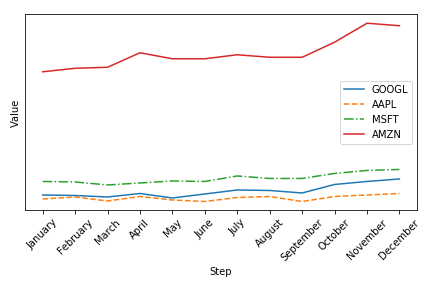 Value
GOOGL
AAPL
MSFT
AMZN
January
February
March
April
May
June
July
August
September
October
November
December
Step